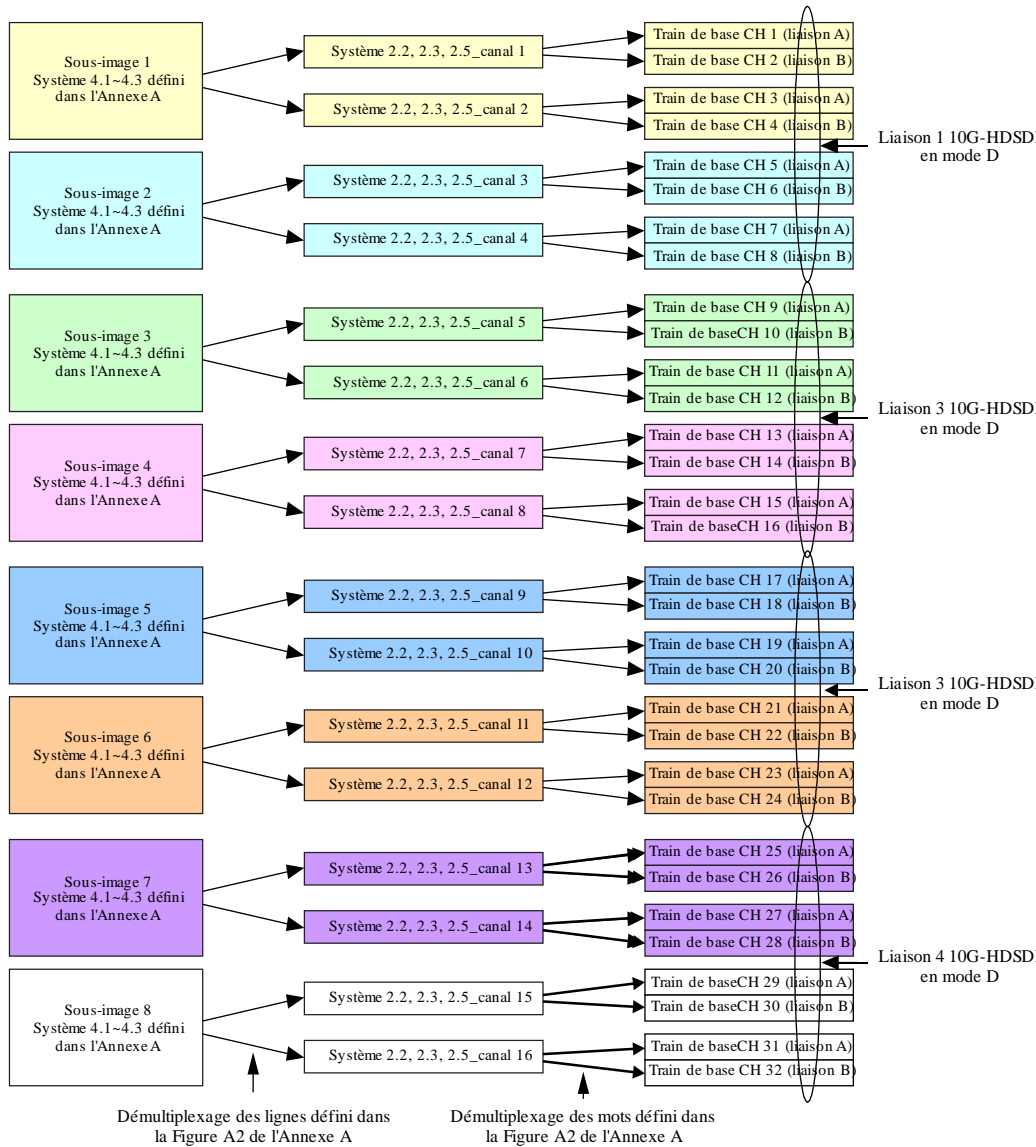 Sous-image 1
Système 4.1~4.3 défini
dans l'Annexe A
Système 2.2, 2.3, 2.5_canal 1
Système 2.2, 2.3, 2.5_canal 2
Train de base CH 1 (liaison A)
Train de base CH 2 (liaison B)
Train de base CH 3 (liaison A)
Train de base CH 4 (liaison B)
Liaison 1 10G-HDSDI
en mode D
Sous-image 2
Système 4.1~4.3 défini
dans l'Annexe A
Système 2.2, 2.3, 2.5_canal 3
Système 2.2, 2.3, 2.5_canal 4
Train de base CH 5 (liaison A)
Train de base CH 6 (liaison B)
Train de base CH 7 (liaison A)
Train de base CH 8 (liaison B)
Sous-image 3
Système 4.1~4.3 défini
dans l'Annexe A
Système 2.2, 2.3, 2.5_canal 5
Système 2.2, 2.3, 2.5_canal 6
Train de base CH 9 (liaison A)
Train de baseCH 10 (liaison B)
Train de base CH 11 (liaison A)
Train de base CH 12 (liaison B)
Liaison 3 10G-HDSDI
en mode D
Sous-image 4
Système 4.1~4.3 défini
dans l'Annexe A
Système 2.2, 2.3, 2.5_canal 7
Système 2.2, 2.3, 2.5_canal 8
Train de base CH 13 (liaison A)
Train de base CH 14 (liaison B)
Train de base CH 15 (liaison A)
Train de baseCH 16 (liaison B)
Sous-image 5
Système 4.1~4.3 défini
dans l'Annexe A
Système 2.2, 2.3, 2.5_canal 9
Système 2.2, 2.3, 2.5_canal 10
Train de base CH 17 (liaison A)
Train de base CH 18 (liaison B)
Train de base CH 19 (liaison A)
Train de base CH 20 (liaison B)
Liaison 3 10G-HDSDI
en mode D
Sous-image 6
Système 4.1~4.3 défini
dans l'Annexe A
Système 2.2, 2.3, 2.5_canal 11
Système 2.2, 2.3, 2.5_canal 12
Train de base CH 21 (liaison A)
Train de base CH 22 (liaison B)
Train de base CH 23 (liaison A)
Train de base CH 24 (liaison B)
Sous-image 7
Système 4.1~4.3 défini
dans l'Annexe A
Système 2.2, 2.3, 2.5_canal 13
Système 2.2, 2.3, 2.5_canal 14
Train de base CH 25 (liaison A)
Train de base CH 26 (liaison B)
Train de base CH 27 (liaison A)
Train de base CH 28 (liaison B)
Liaison 4 10G-HDSDI
en mode D
Sous-image 8
Système 4.1~4.3 défini
dans l'Annexe A
Système 2.2, 2.3, 2.5_canal 15
Système 2.2, 2.3, 2.5_canal 16
Train de baseCH 29 (liaison A)
Train de baseCH 30 (liaison B)
Train de baseCH 31 (liaison A)
Train de base CH 32 (liaison B)
Démultiplexage des lignes défini dans
la Figure A2 de l'Annexe A
Démultiplexage des mots défini dans
la Figure A2 de l'Annexe A